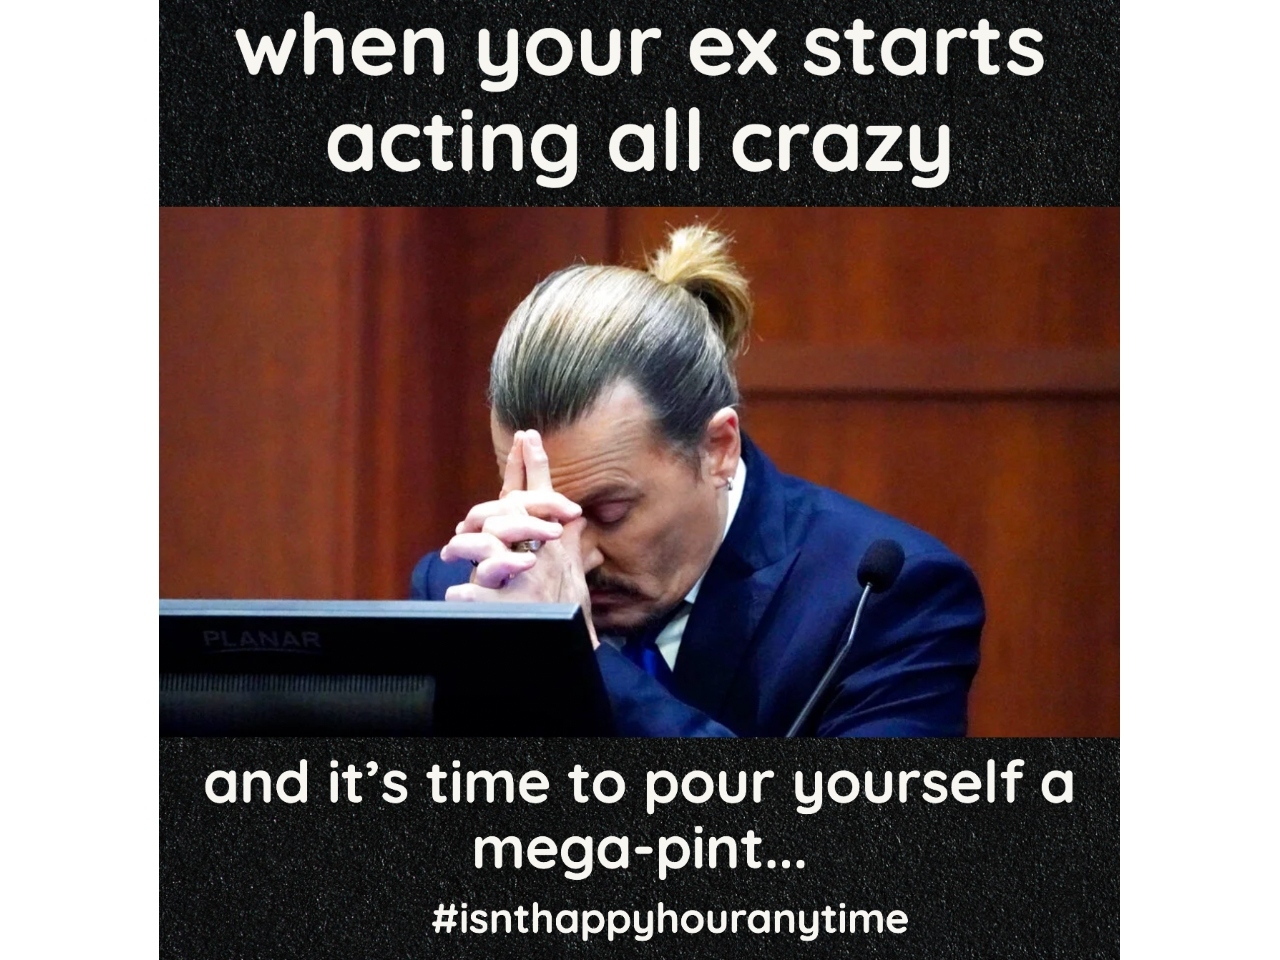 when your ex starts
acting all crazy
PLANAR
and it’s time to pour yourself a
mega-pint...
#isnthappyhouranytime